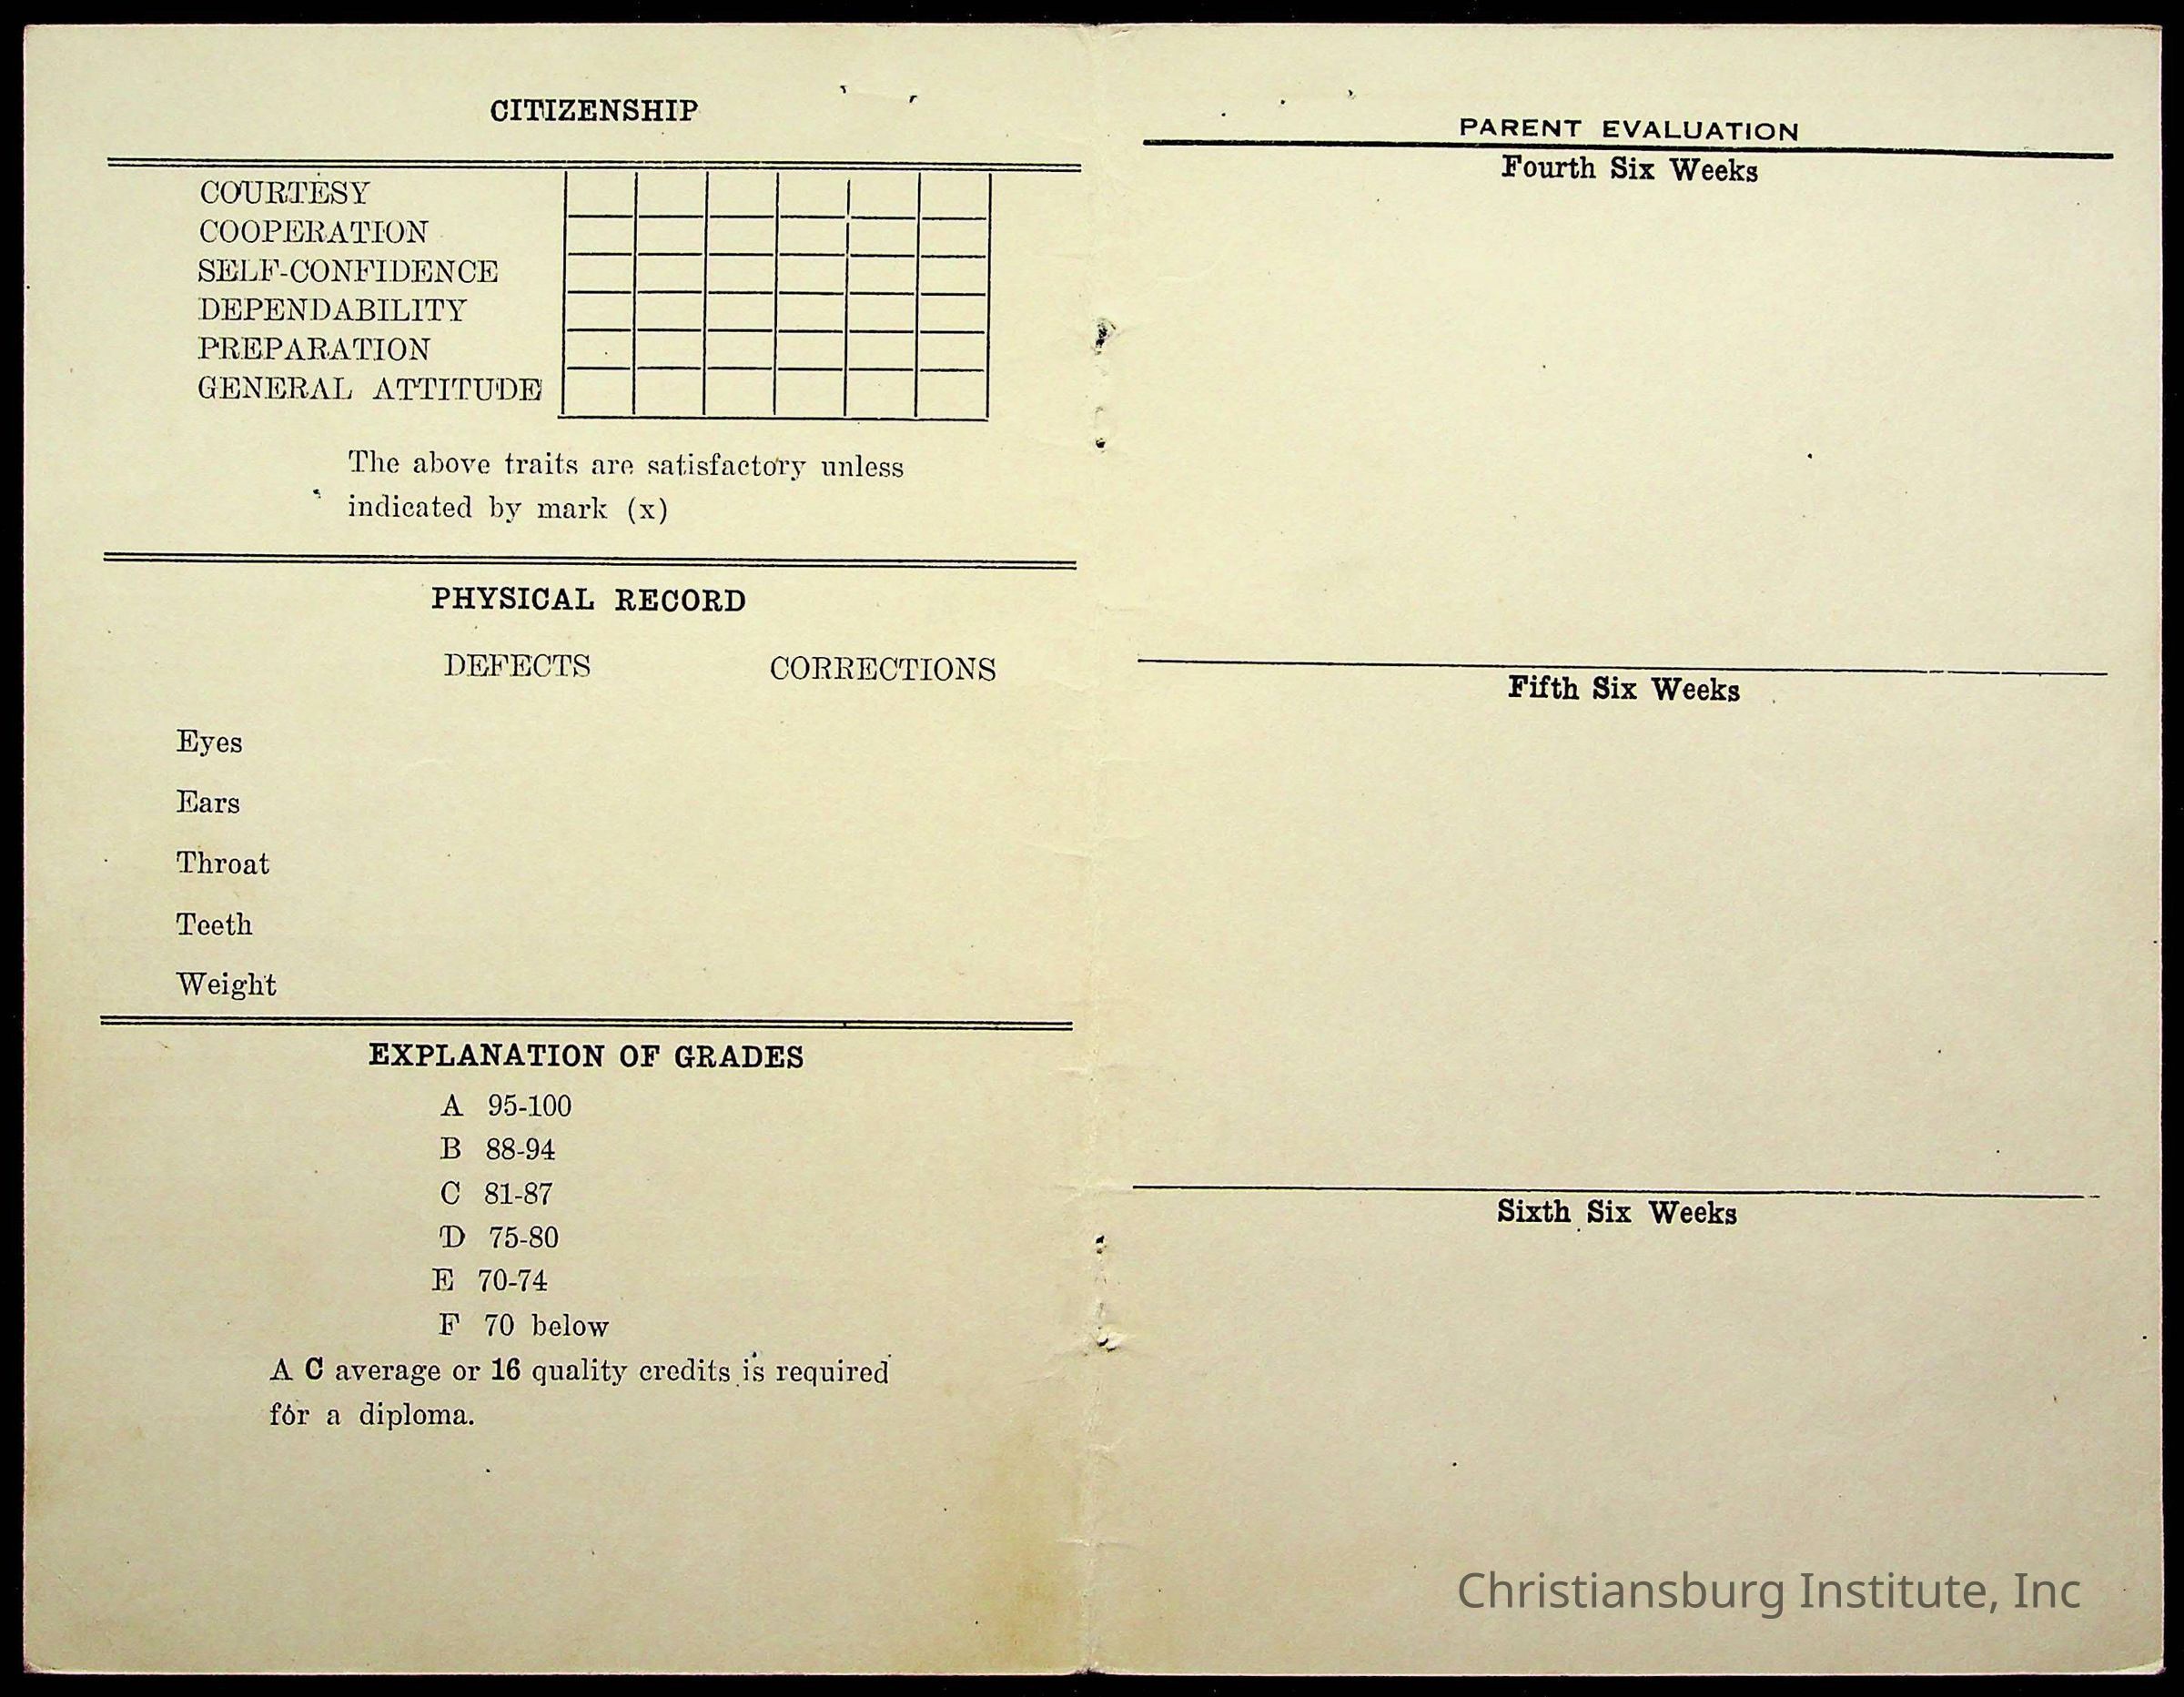 CITIZENSHIP
COURTESY
COOPERATION
SELF-CONFIDENCE
DEPENDABILITY
PREPARATION
GENERAL ATTITUDE
The above traits are satisfactory unless
indicated by mark (x)
PHYSICAL RECORD
DEFECTS CORRECTIONS
Eyes
Ears
Throat
Teeth
Weight
EXPLANATION OF GRADES
A 95-100
B 88-94
C 81-87
D 75-80
E 70-74
F 70 below
A C average or 16 quality credits is required
for a diploma.
PARENT EVALUATION
Fourth Six Weeks
Fifth Six Weeks
Sixth Six Weeks
Christiansburg Institute, Inc